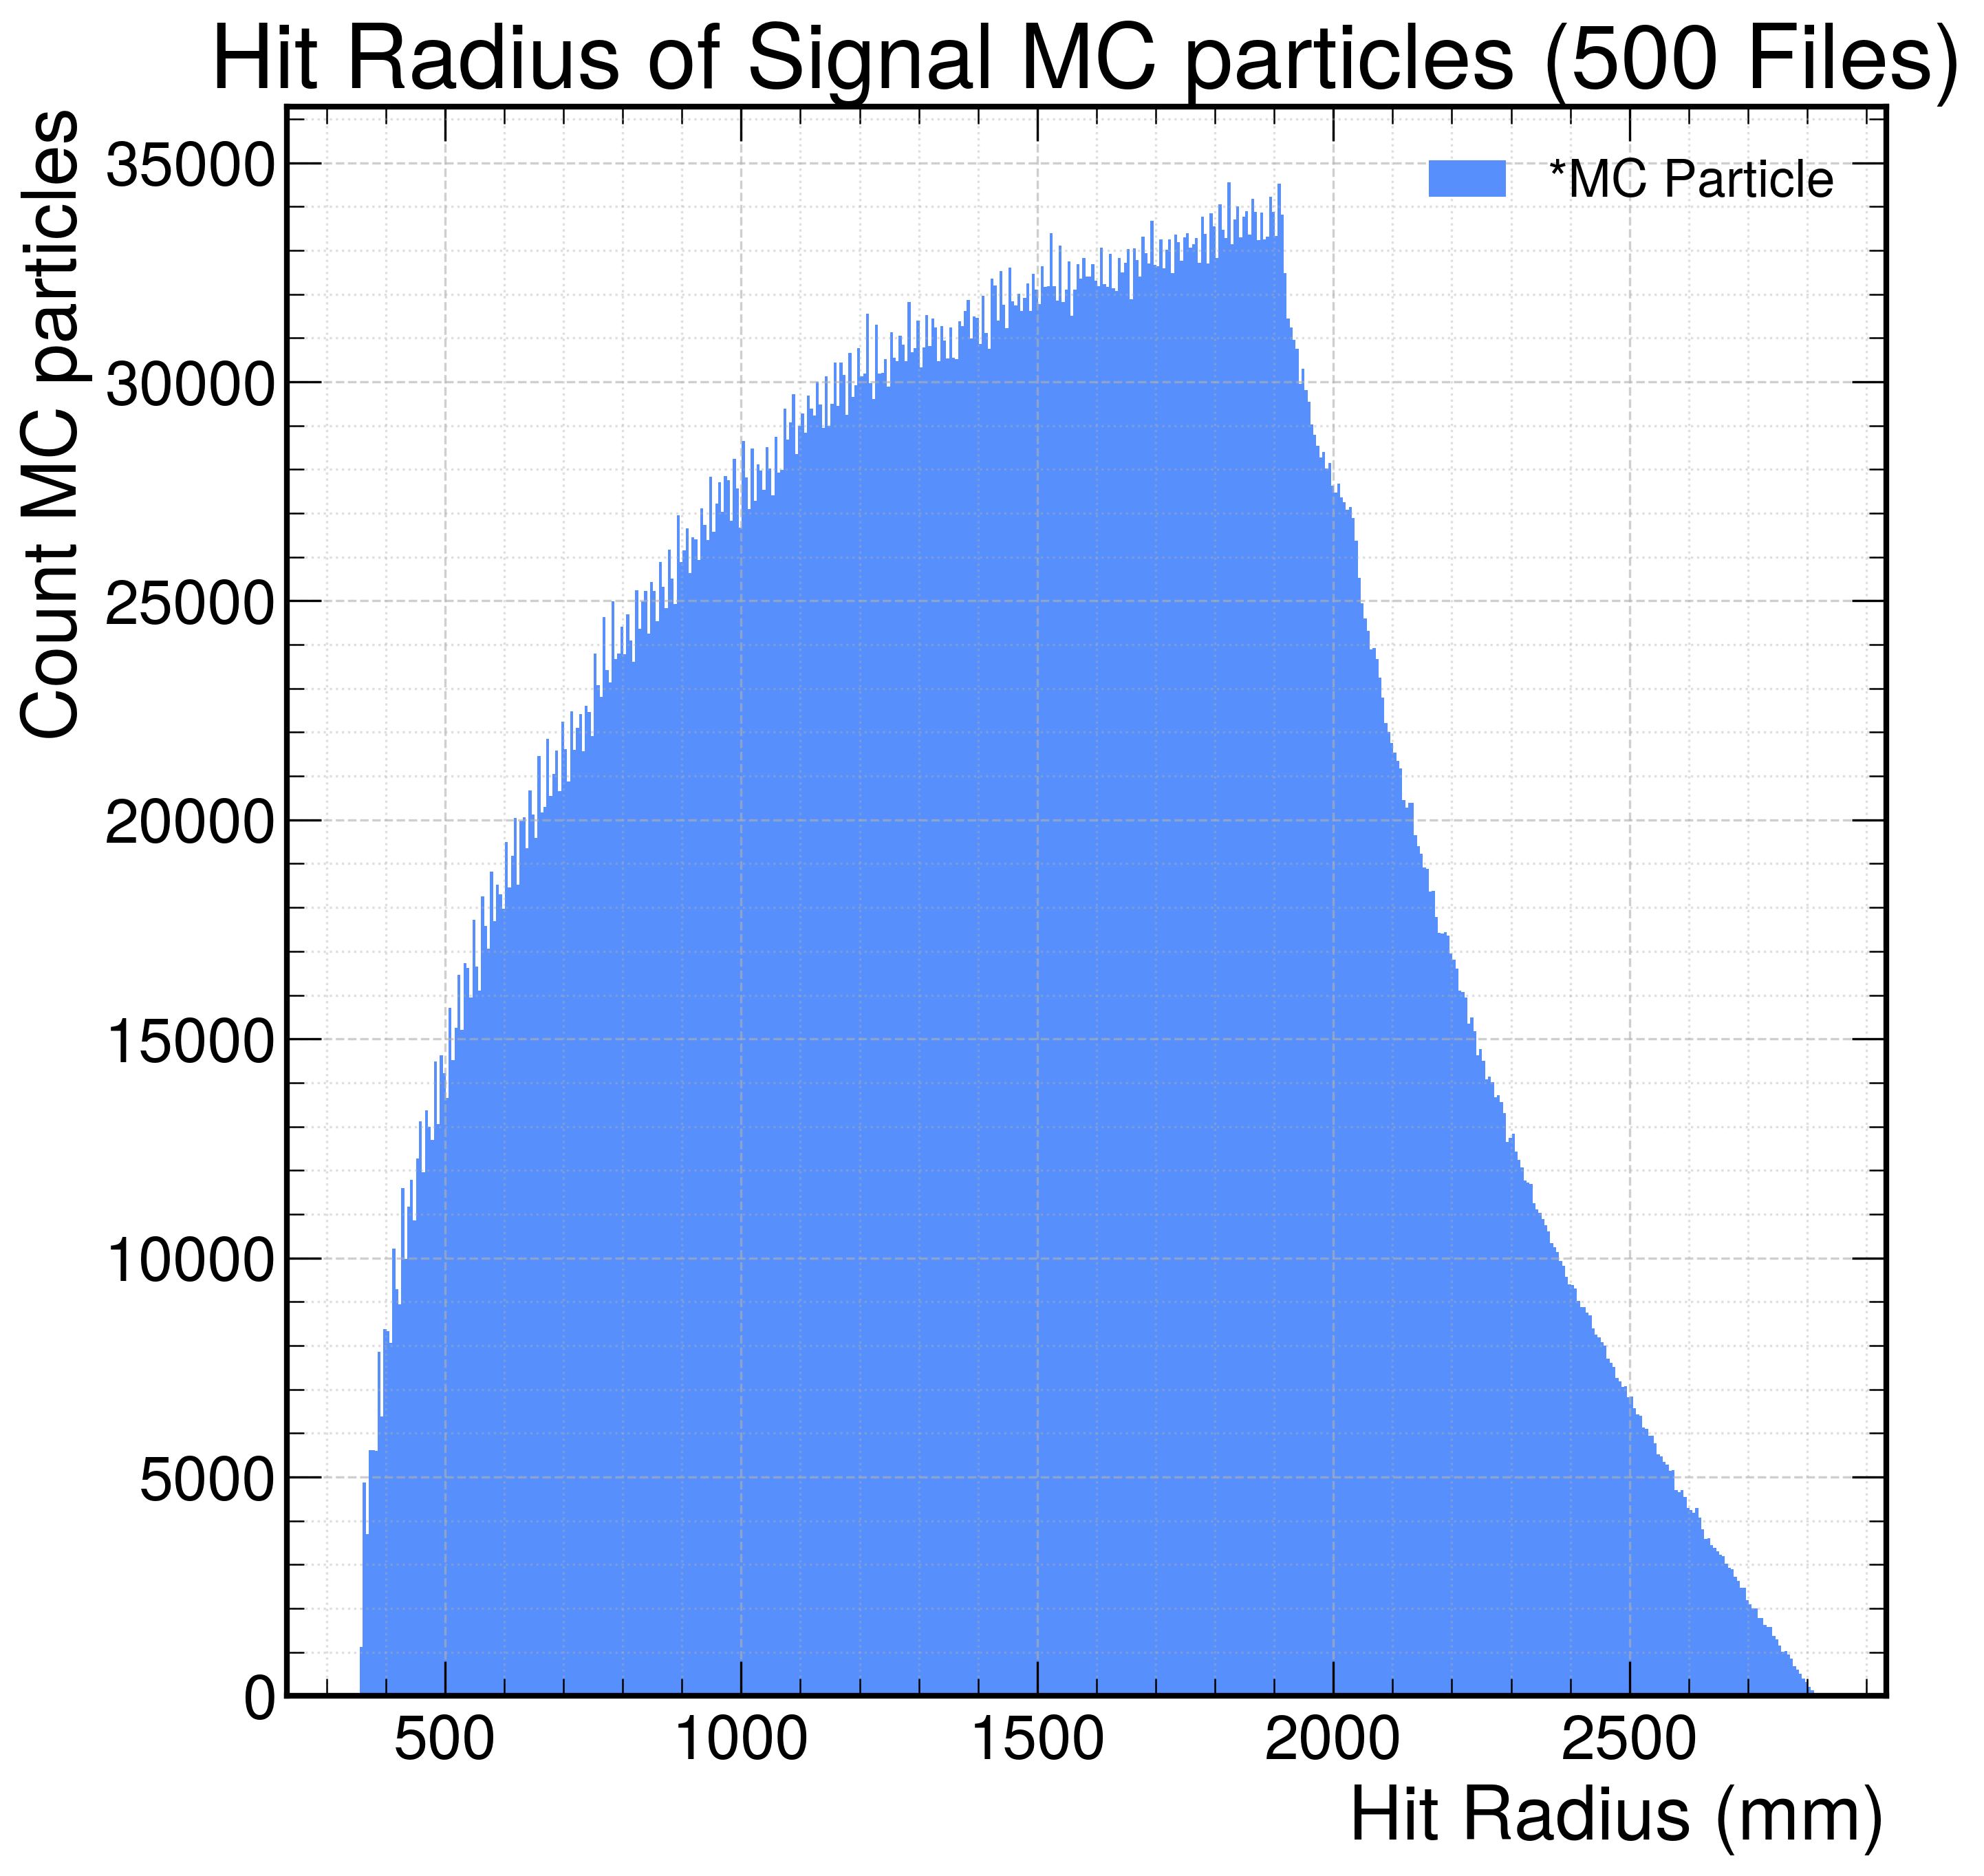 Hit Radius of Signal MC particles (500 Files)
Count MC particles
35000
30000
25000
20000
15000
10000
5000
0
*MC Particle
500 1000 1500 2000 2500
Hit Radius (mm)